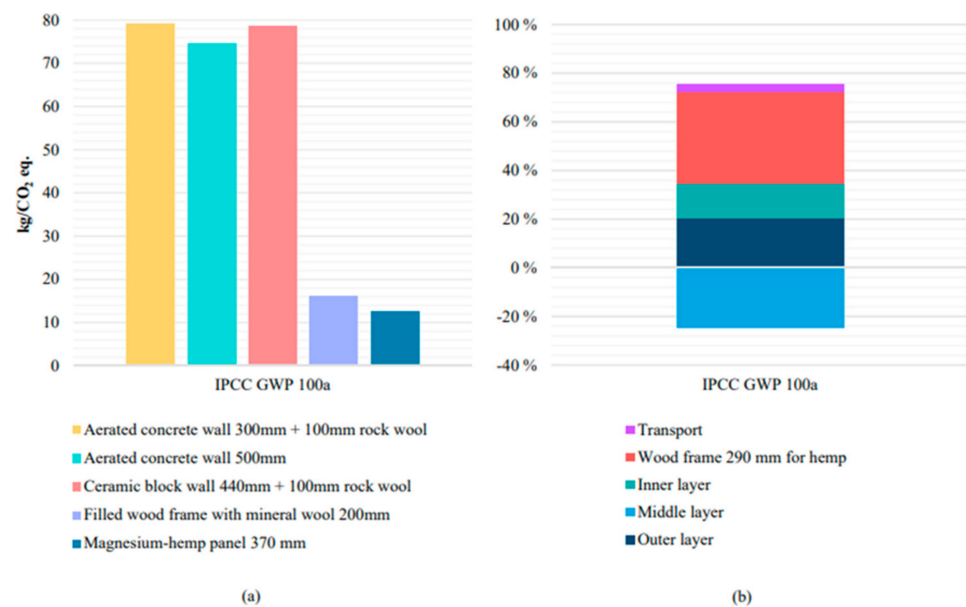 80
70
60
50
40
30
20
10
0
kg/CO₂ eq.
IPCC GWP 100a
Aerated concrete wall 300mm + 100mm rock wool
Aerated concrete wall 500mm
Ceramic block wall 440mm + 100mm rock wool
Filled wood frame with mineral wool 200mm
Magnesium-hemp panel 370 mm
(a)
100 %
80 %
60 %
40 %
20 %
0 %
-20 %
-40 %
IPCC GWP 100a
Transport
Wood frame 290 mm for hemp
Inner layer
Middle layer
Outer layer
(b)